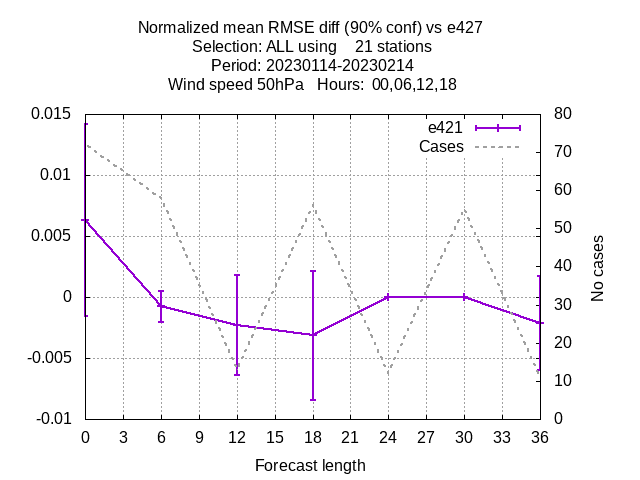 Normalized mean RMSE diff (90% conf) vs e427
Selection: ALL using    21 stations
Period: 20230114-20230214
Wind speed 50hPa   Hours:  00,06,12,18
0.015
0.01
0.005
0
-0.005
-0.01
80
70
60
50
40
30
20
10
0
e421
Cases
No cases
0 3 6 9 12 15 18 21 24 27 30 33 36
Forecast length